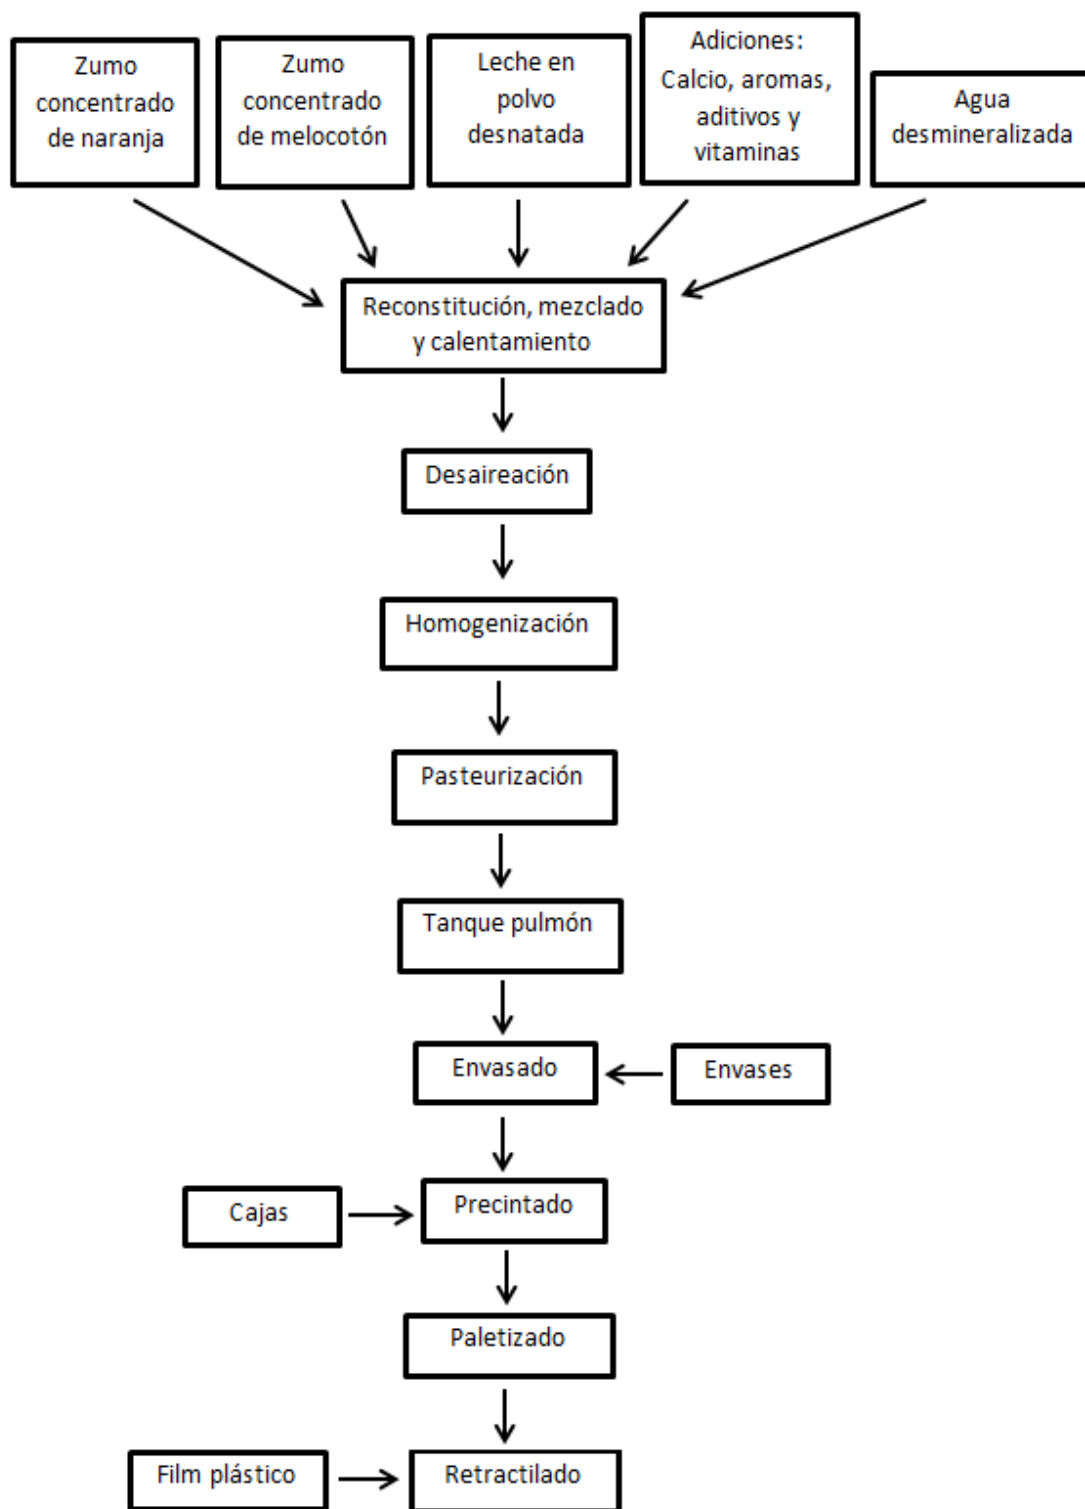 Zumo
concentrado
de naranja
Zumo
concentrado
de melocotón
Leche en
polvo
desnatada
Adiciones:
Calcio, aromas,
aditivos y
vitaminas
Agua
desmineralizada
Reconstitución, mezclado
y calentamiento
Desaireación
Homogenización
Pasteurización
Tanque pulmón
Envasado
Envases
Cajas
Precintado
Paletizado
Film plástico
Retractilado